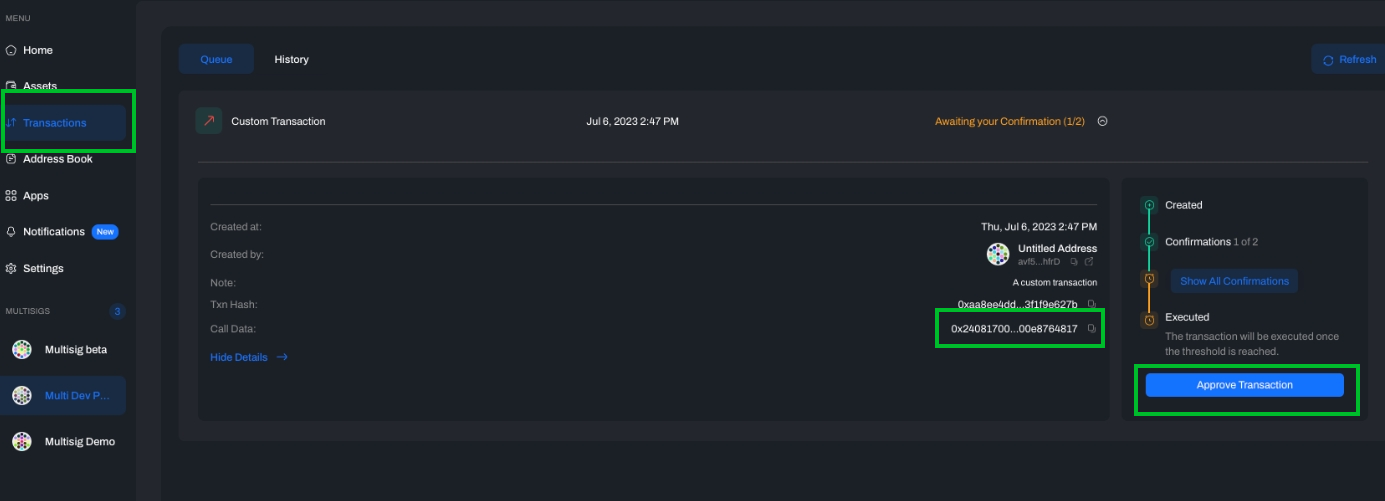 MENU
Home
Assets
Transactions
Address Book
Apps
Notifications New
Settings
MULTISIGS 3
Multisig beta
Multi Dev P...
Multisig Demo
Queue History Refresh
Custom Transaction Jul 6, 2023 2:47 PM Awaiting your Confirmation (1/2)
Created at: Thu, Jul 6, 2023 2:47 PM
Created by: Untitled Address
avf5...hfrD
Note: A custom transaction
Txn Hash: 0xaa8ee4dd...3f1f9e627b
Call Data: 0x24081700...00e8764817
Hide Details
Created
Confirmations 1 of 2
Show All Confirmations
Executed
The transaction will be executed once
the threshold is reached.
Approve Transaction